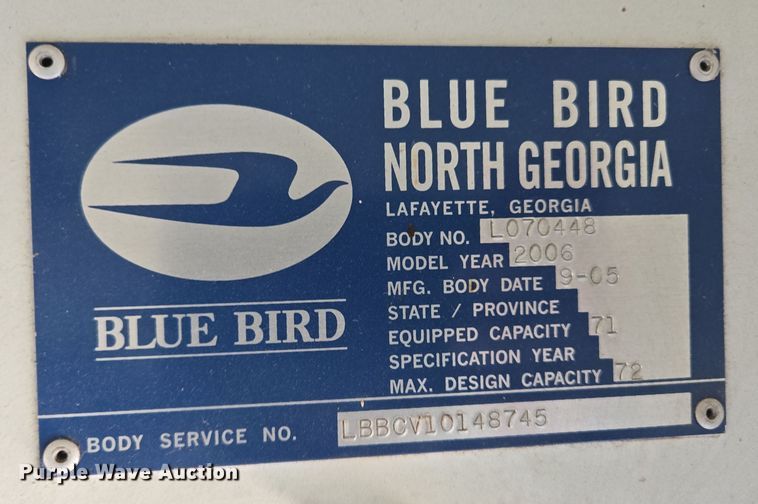 BLUE BIRD
BLUE BIRD
NORTH GEORGIA
LAFAYETTE, GEORGIA
BODY NO. L070448
MODEL YEAR 2006
MFG. BODY DATE 9-05
STATE / PROVINCE
EQUIPPED CAPACITY 71
SPECIFICATION YEAR
MAX. DESIGN CAPACITY 72
BODY SERVICE NO. LBBCV10148745
Purple Wave Auction